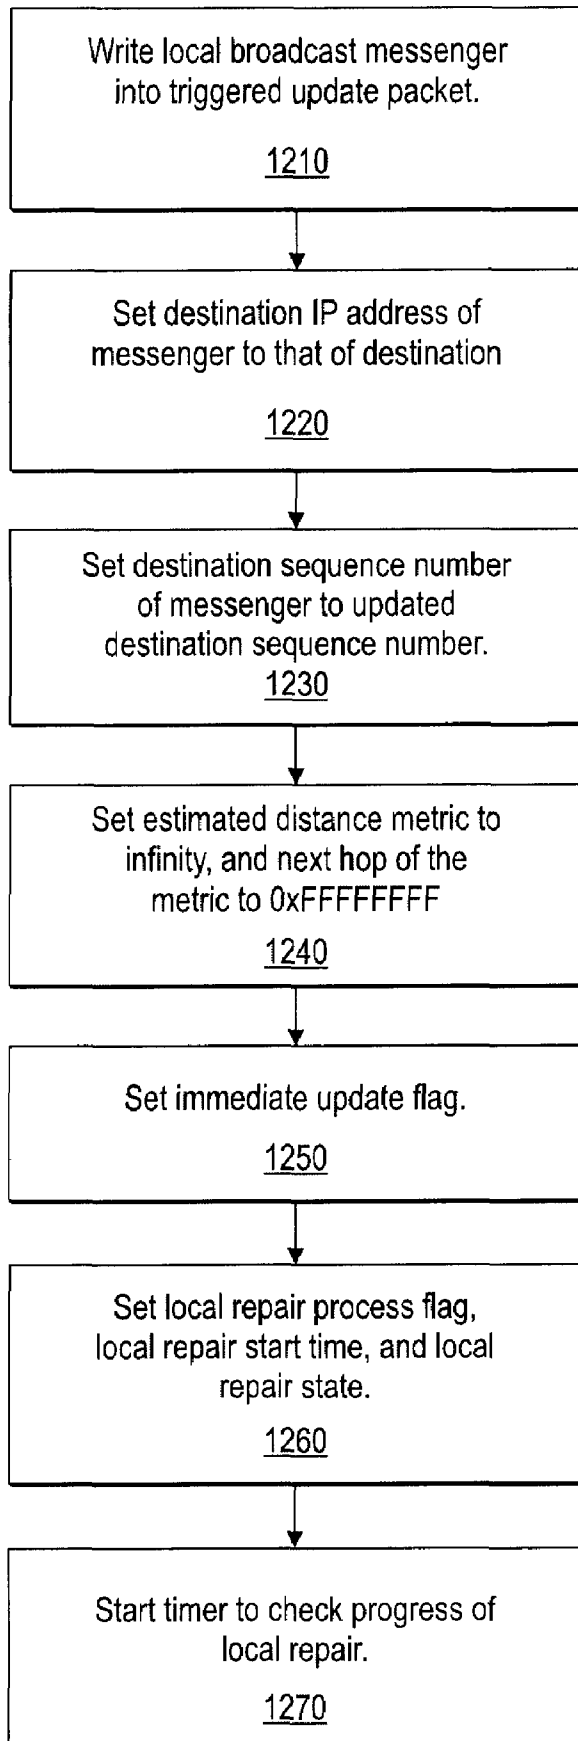 Write local broadcast messenger
into triggered update packet.
1210
Set destination IP address of
messenger to that of destination
1220
Set destination sequence number
of messenger to updated
destination sequence number.
1230
Set estimated distance metric to
infinity, and next hop of the
metric to 0xFFFFFFFF
1240
Set immediate update flag.
1250
Set local repair process flag,
local repair start time, and local
repair state.
1260
Start timer to check progress of
local repair.
1270